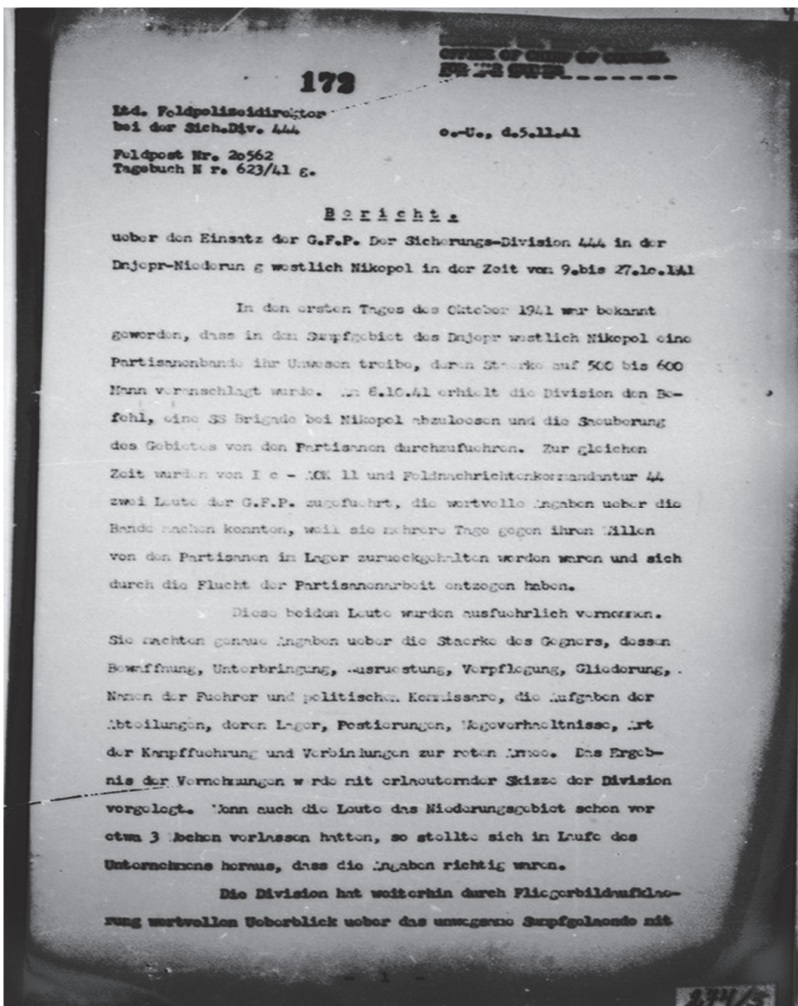 OFFICE OF CHIEF OF COUNSEL
172
Ltd. Feldpolizeidirektor
bei der Sich.Div. 444
o.-U., d.5.11.41
Feldpost Nr. 20562
Tagebuch N r. 623/41 g.
B e r i c h t .
ueber den Einsatz der G.F.P. Der Sicherungs-Division 444 in der
Dnjepr-Niederun g westlich Nikopol in der Zeit vom 9.bis 27.10.141
In den ersten Tages des Oktober 1941 war bekannt
geworden, dass in den Sumpfgebiet des Dnjepr westlich Nikopol eine
Partisanenbande ihr Unwesen treibe, deren Staerke auf 500 bis 600
Mann veranschlagt wurde. 6.10.41 erhielt die Division den Be-
fehl, eine SS Brigade bei Nikopol abzuloesen und die Saeuberung
des Gebietes von den Partisanen durchzufuehren. Zur gleichen
Zeit wurden von I c - AOK 11 und Feldnachrichtenkommandantur 44
zwei Leute der G.F.P. zugefuehrt, die wertvolle Angaben ueber die
Bande machen konnten, weil sie mehrere Tage gegen ihren Willen
von den Partisanen im Lager zurueckgehalten worden waren und sich
durch die Flucht der Partisanenarbeit entzogen haben.
Diese beiden Leute wurden ausfuehrlich vernommen.
Sie machten genaue Angaben ueber die Staerke des Gegners, dessen
Bewaffnung, Unterbringung, Ausruestung, Verpflegung, Gliederung,
Namen der Fuehrer und politischen Kommissare, die Aufgaben der
Abteilungen, deren Lager, Postierungen, Wegeverhaeltnisse, Art
der Kampffuehrung und Verbindungen zur roten Armee. Das Ergeb-
nis der Vernehmungen w rde mit erlaeuternder Skizze der Division
vorgelegt. Wenn auch die Leute das Niederungsgebiet schon vor
etwa 3 Wochen verlassen hatten, so stellte sich im Laufe des
Unternehmens heraus, dass die Angaben richtig waren.
Die Division hat weiterhin durch Fliegerbildaufklae-
rung wertvollen Ueberblick ueber das unwegsame Sumpfgelaende mit
- 1 -